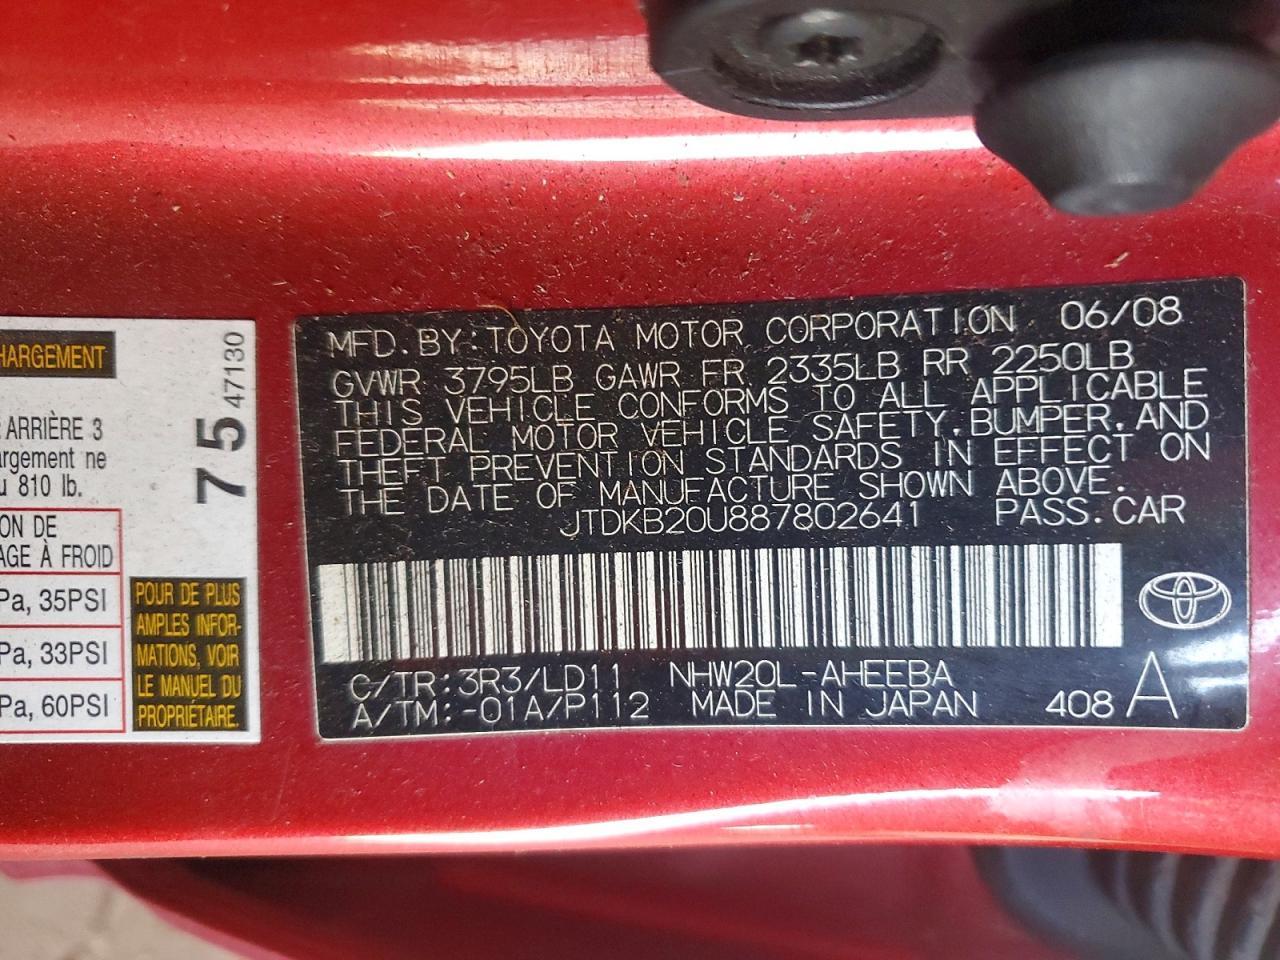 HARGEMENT
ARRIÈRE 3
argement ne
u 810 lb.
ON DE
AGE À FROID
Pa, 35PSI
Pa, 33PSI
Pa, 60PSI
75
47130
POUR DE PLUS
AMPLES INFOR-
MATIONS, VOIR
LE MANUEL DU
PROPRIÉTAIRE.
MFD. BY: TOYOTA MOTOR CORPORATION 06/08
GVWR 3795LB GAWR FR 2335LB RR 2250LB
THIS VEHICLE CONFORMS TO ALL APPLICABLE
FEDERAL MOTOR VEHICLE SAFETY, BUMPER, AND
THEFT PREVENTION STANDARDS IN EFFECT ON
THE DATE OF MANUFACTURE SHOWN ABOVE.
JTDKB20U887802641 PASS. CAR
C/TR: 3R3/LD11 NHW20L-AHEEBA
A/TM: -01A/P112 MADE IN JAPAN 408 A